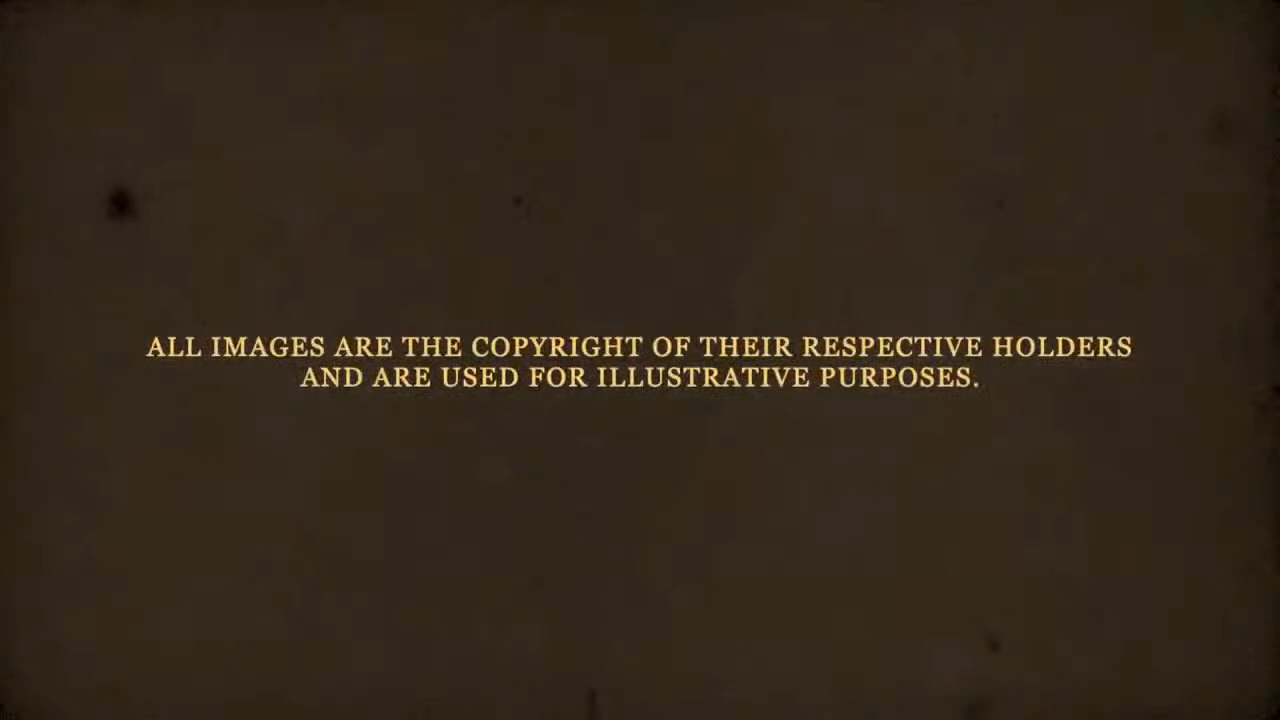 ALL IMAGES ARE THE COPYRIGHT OF THEIR RESPECTIVE HOLDERS
AND ARE USED FOR ILLUSTRATIVE PURPOSES.